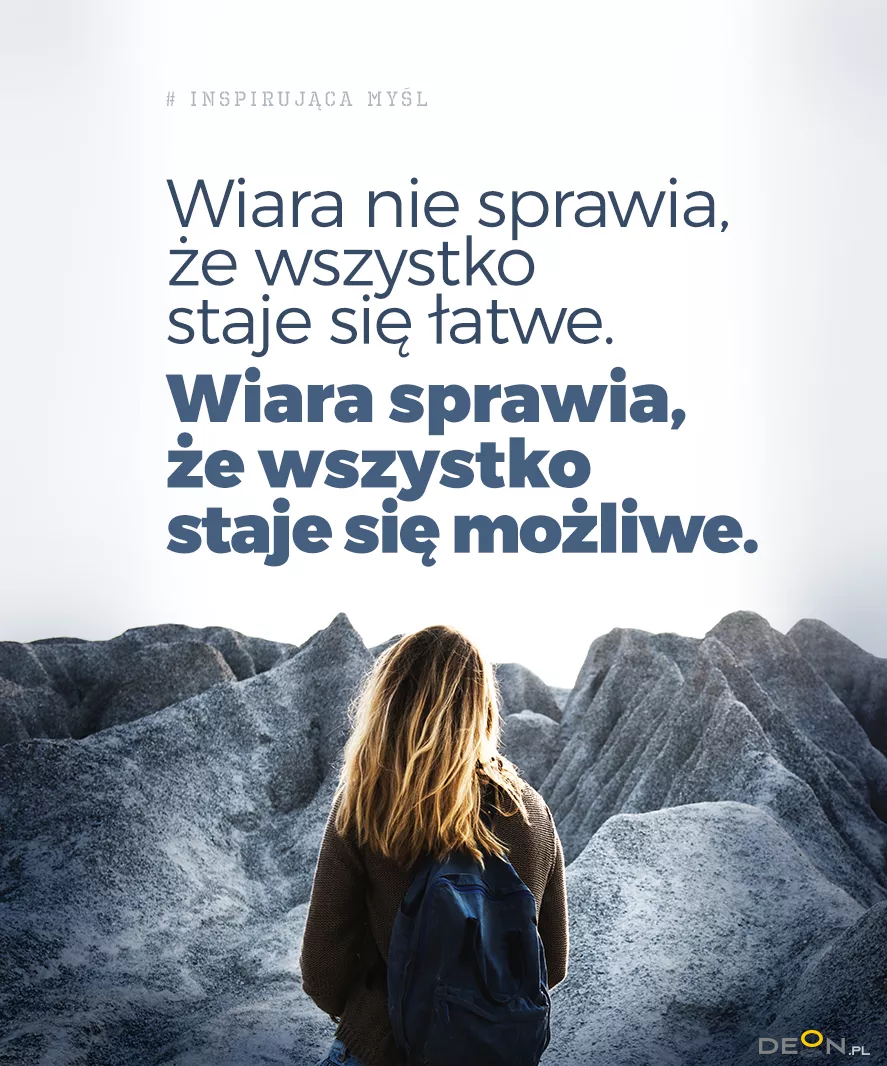 # INSPIRUJĄCA MYŚL
Wiara nie sprawia,
że wszystko
staje się łatwe.
Wiara sprawia,
że wszystko
staje się możliwe.
DEON.PL